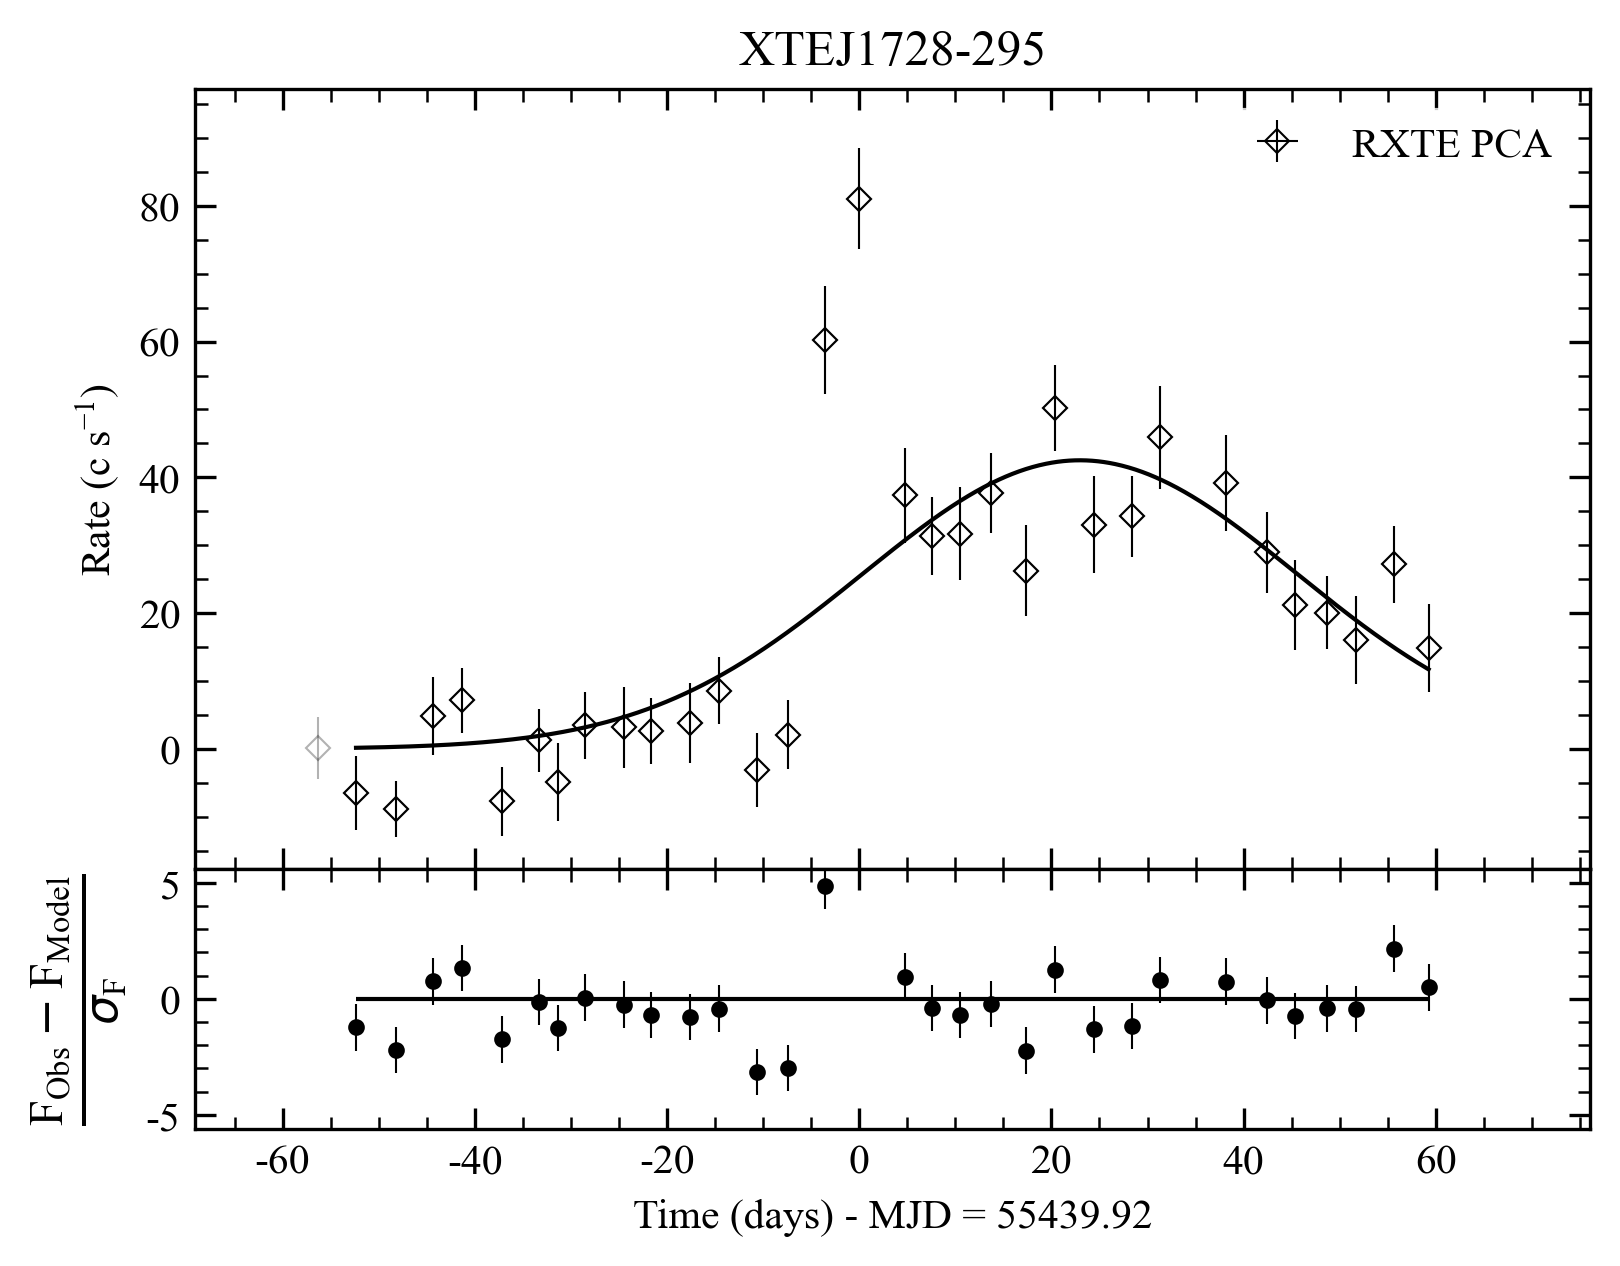 XTEJ1728-295
RXTE PCA
80
60
40
20
0
Rate (c s⁻¹)
5
0
-5
F_Obs − F_Model
σ_F
-60 -40 -20 0 20 40 60
Time (days) - MJD = 55439.92